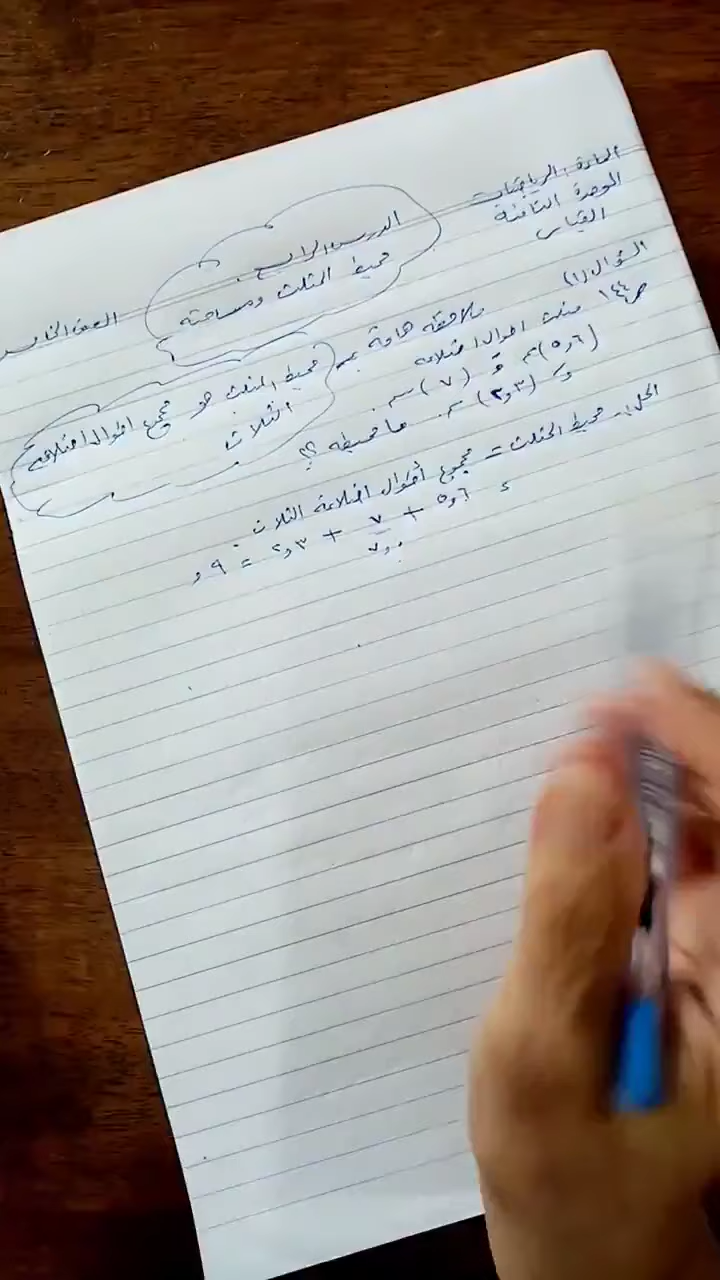 المادة: الرياضيات
الوحدة الثامنة
القياس
الدرس الرابع:
محيط المثلث ومساحته
الصف الخامس
السؤال (١)
ص ١٤٤ مثلث أطوال أضلاعه
(٥,٦) سم و (٧) سم
و (٢,٣) سم ما محيطه ؟؟
ملاحظة هامة
محيط المثلث هو مجموع أطوال أضلاعه
الثلاث
الحل: محيط المثلث = مجموع أطوال أضلاعه الثلاث
= ٥,٦ + ٧ + ٢,٣ = ٩ ,
٧,٠